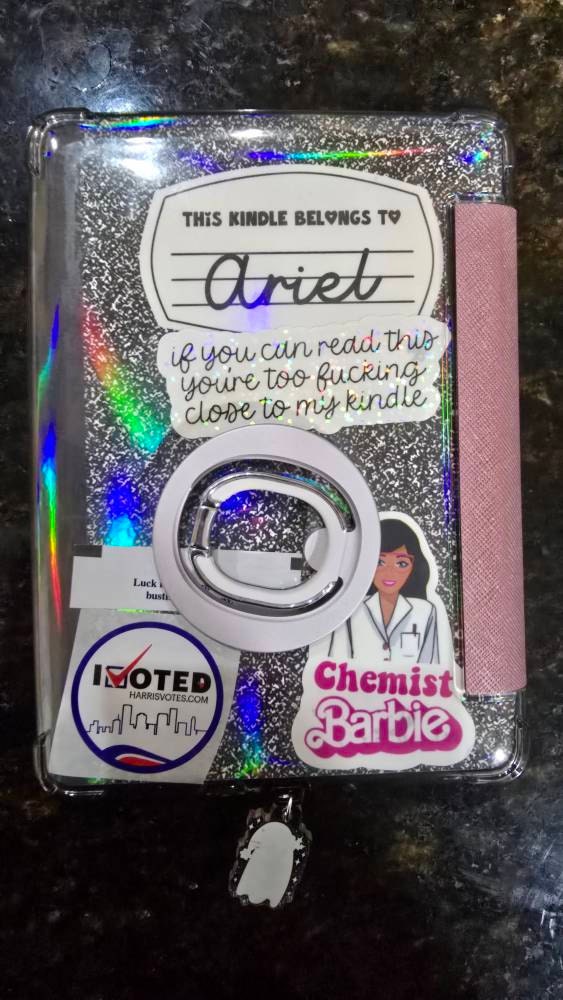 THIS KINDLE BELONGS TO
Ariel
if you can read this
you're too fucking
close to my kindle
Luck
busti
I VOTED
HARRISVOTES.COM
Chemist
Barbie